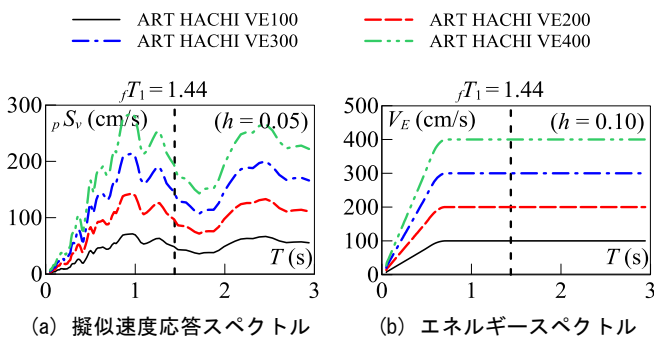 ART HACHI VE100 ART HACHI VE200
ART HACHI VE300 ART HACHI VE400
fT1 = 1.44
300
200
100
0
pSv (cm/s)
(h = 0.05)
T (s)
1 2 3
(a) 擬似速度応答スペクトル
fT1 = 1.44
500
400
300
200
100
0
VE (cm/s)
(h = 0.10)
T (s)
1 2 3
(b) エネルギースペクトル